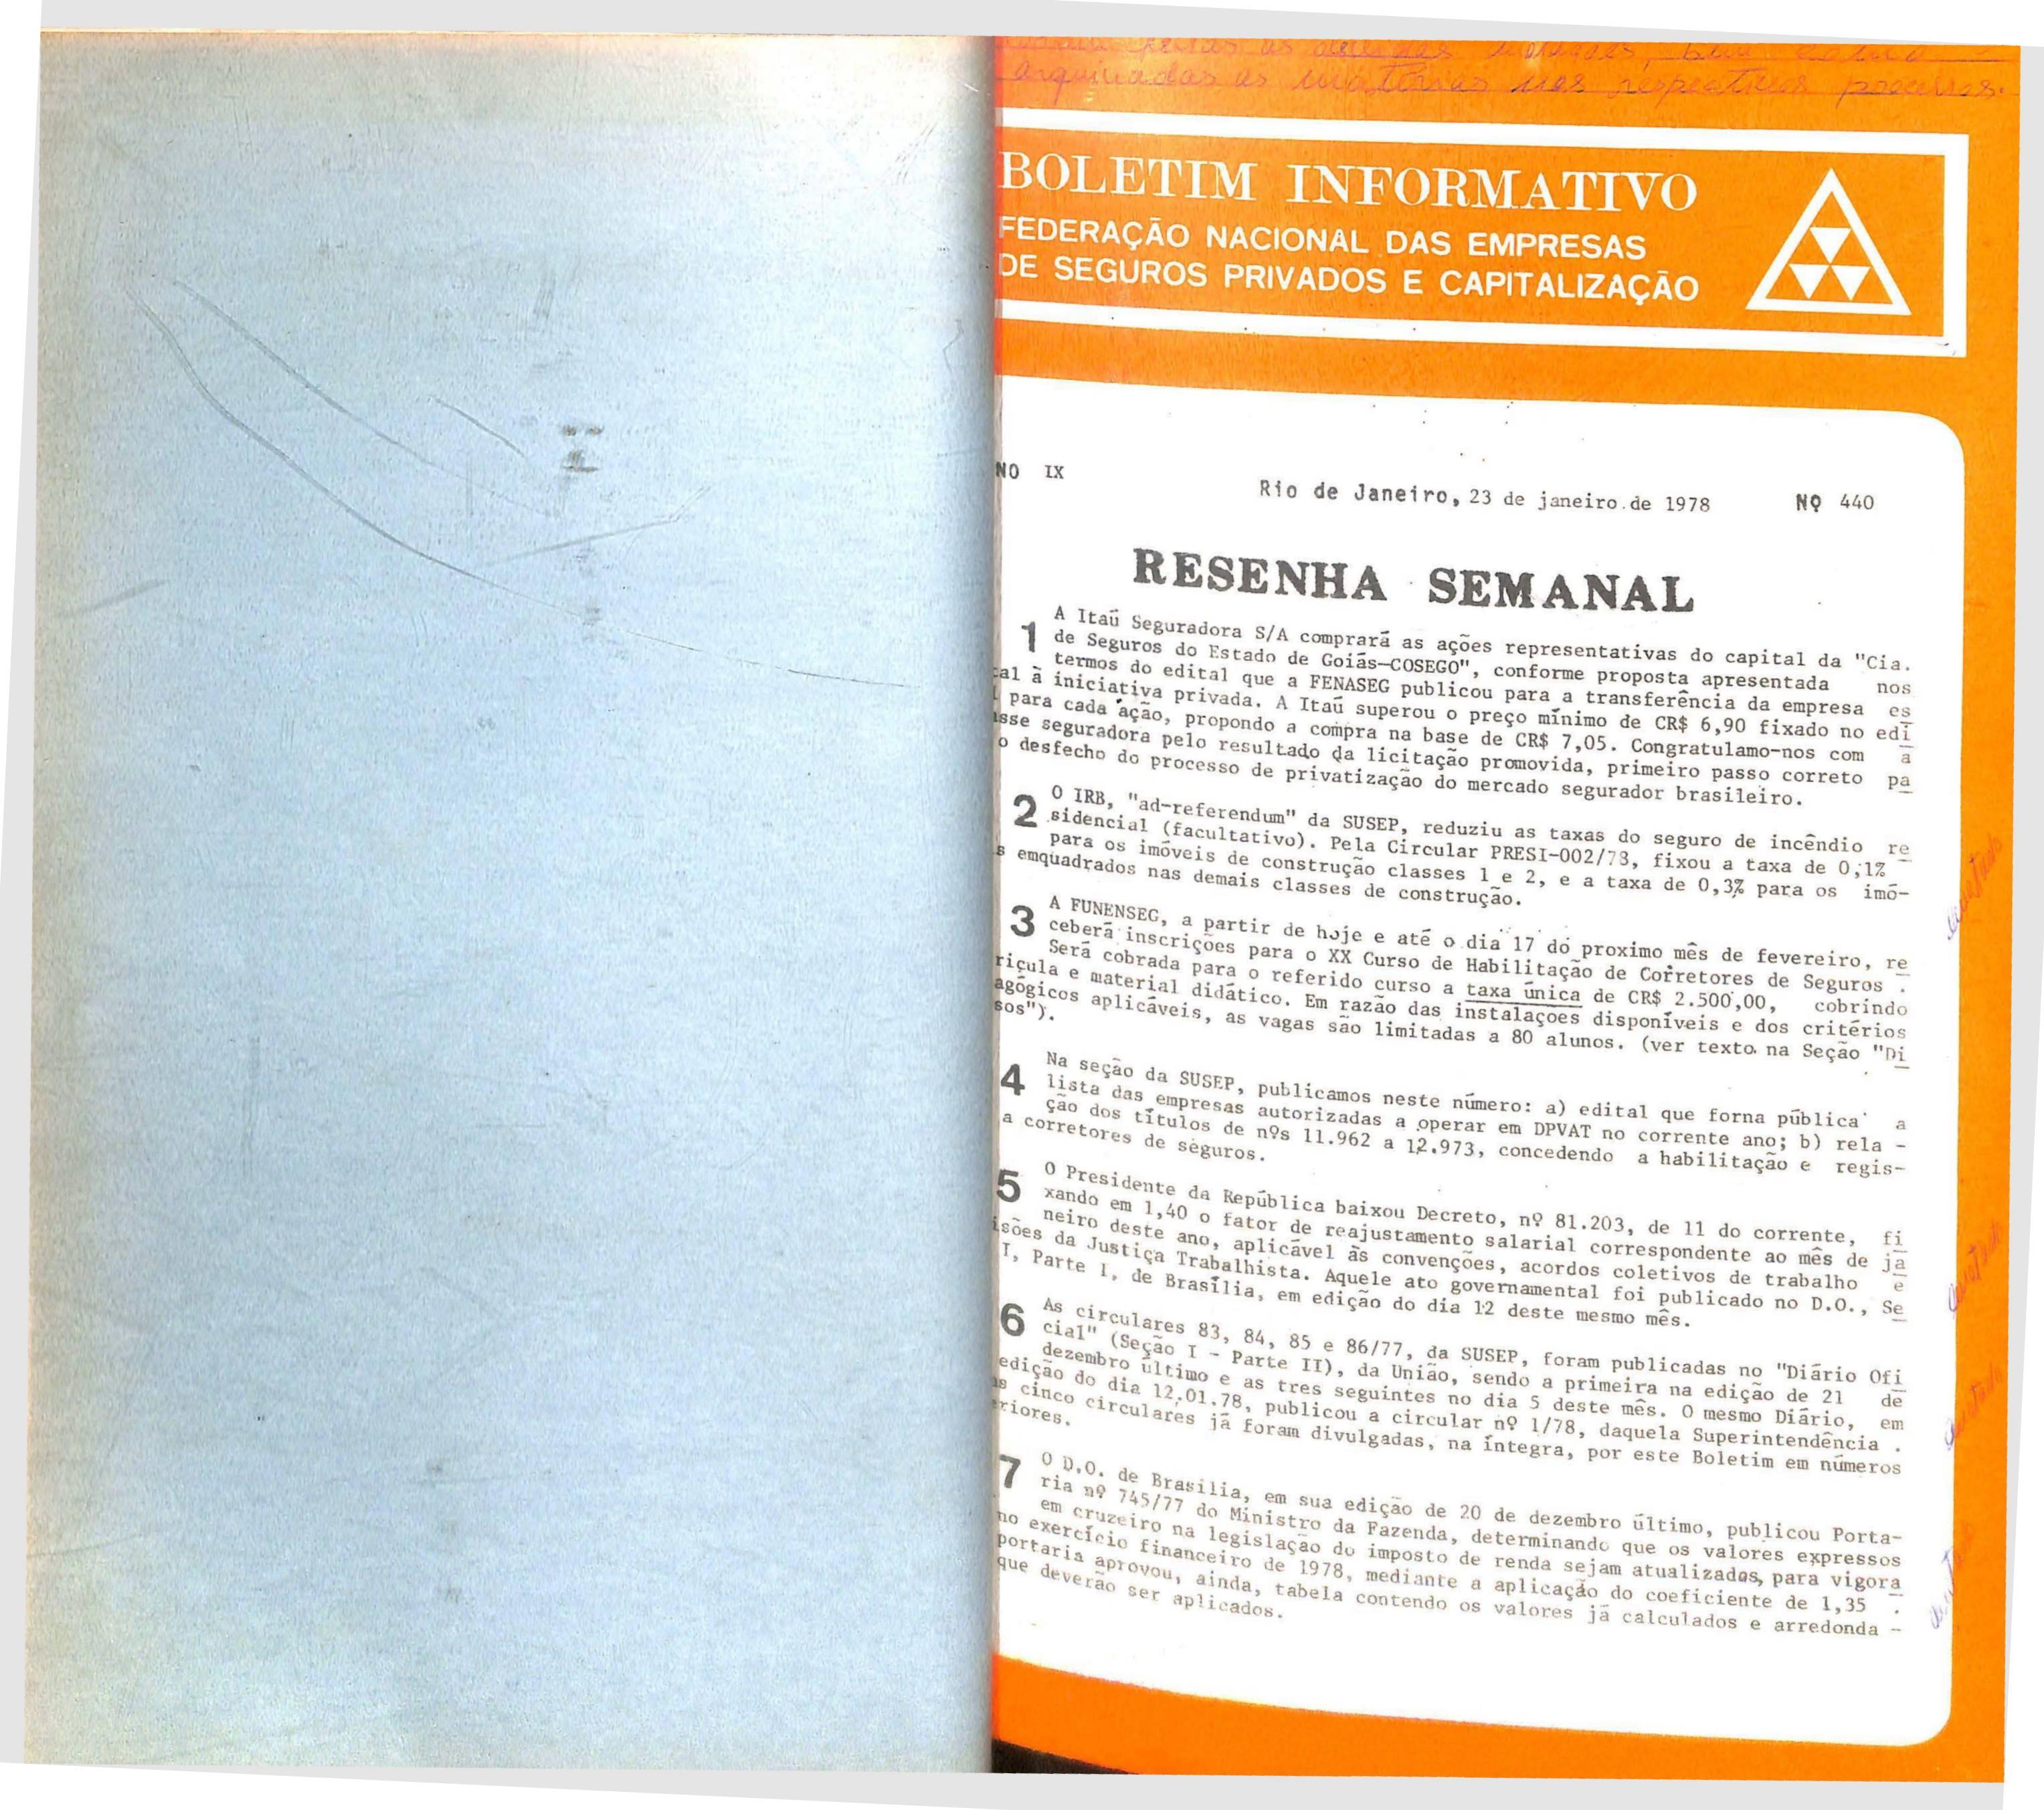 arquivadas as matérias nos respectivos processos.
BOLETIM INFORMATIVO
FEDERAÇÃO NACIONAL DAS EMPRESAS
DE SEGUROS PRIVADOS E CAPITALIZAÇÃO
NO IX
Rio de Janeiro, 23 de janeiro de 1978 Nº 440
RESENHA SEMANAL
1 A Itaú Seguradora S/A comprará as ações representativas do capital da "Cia.
de Seguros do Estado de Goiás-COSEGO", conforme proposta apresentada nos
termos do edital que a FENASEG publicou para a transferência da empresa es
tal à iniciativa privada. A Itaú superou o preço mínimo de CR$ 6,90 fixado no edi
l para cada ação, propondo a compra na base de CR$ 7,05. Congratulamo-nos com a
sse seguradora pelo resultado da licitação promovida, primeiro passo correto pa
o desfecho do processo de privatização do mercado segurador brasileiro.
2 O IRB, "ad-referendum" da SUSEP, reduziu as taxas do seguro de incêndio re
sidencial (facultativo). Pela Circular PRESI-002/78, fixou a taxa de 0,1%
para os imóveis de construção classes 1 e 2, e a taxa de 0,3% para os imó-
s emquadrados nas demais classes de construção.
3 A FUNENSEG, a partir de hoje e até o dia 17 do proximo mês de fevereiro, re
ceberá inscrições para o XX Curso de Habilitação de Corretores de Seguros .
Será cobrada para o referido curso a taxa única de CR$ 2.500,00, cobrindo
rícula e material didático. Em razão das instalaçoes disponíveis e dos critérios
agógicos aplicáveis, as vagas são limitadas a 80 alunos. (ver texto na Seção "Di
sos").
4 Na seção da SUSEP, publicamos neste número: a) edital que forna pública a
lista das empresas autorizadas a operar em DPVAT no corrente ano; b) rela -
ção dos títulos de nºs 11.962 a 12.973, concedendo a habilitação e regis-
a corretores de seguros.
5 O Presidente da República baixou Decreto, nº 81.203, de 11 do corrente, fi
xando em 1,40 o fator de reajustamento salarial correspondente ao mês de ja
neiro deste ano, aplicável às convenções, acordos coletivos de trabalho e
isões da Justiça Trabalhista. Aquele ato governamental foi publicado no D.O., Se
I, Parte I, de Brasília, em edição do dia 12 deste mesmo mês.
6 As circulares 83, 84, 85 e 86/77, da SUSEP, foram publicadas no "Diário Ofi
cial" (Seção I - Parte II), da União, sendo a primeira na edição de 21 de
dezembro último e as tres seguintes no dia 5 deste mês. O mesmo Diário, em
edição do dia 12.01.78, publicou a circular nº 1/78, daquela Superintendência .
as cinco circulares já foram divulgadas, na íntegra, por este Boletim em números
riores.
7 O D.O. de Brasilia, em sua edição de 20 de dezembro último, publicou Porta-
ria nº 745/77 do Ministro da Fazenda, determinando que os valores expressos
em cruzeiro na legislação do imposto de renda sejam atualizados, para vigora
no exercício financeiro de 1978, mediante a aplicação do coeficiente de 1,35 .
portaria aprovou, ainda, tabela contendo os valores já calculados e arredonda -
que deverão ser aplicados.